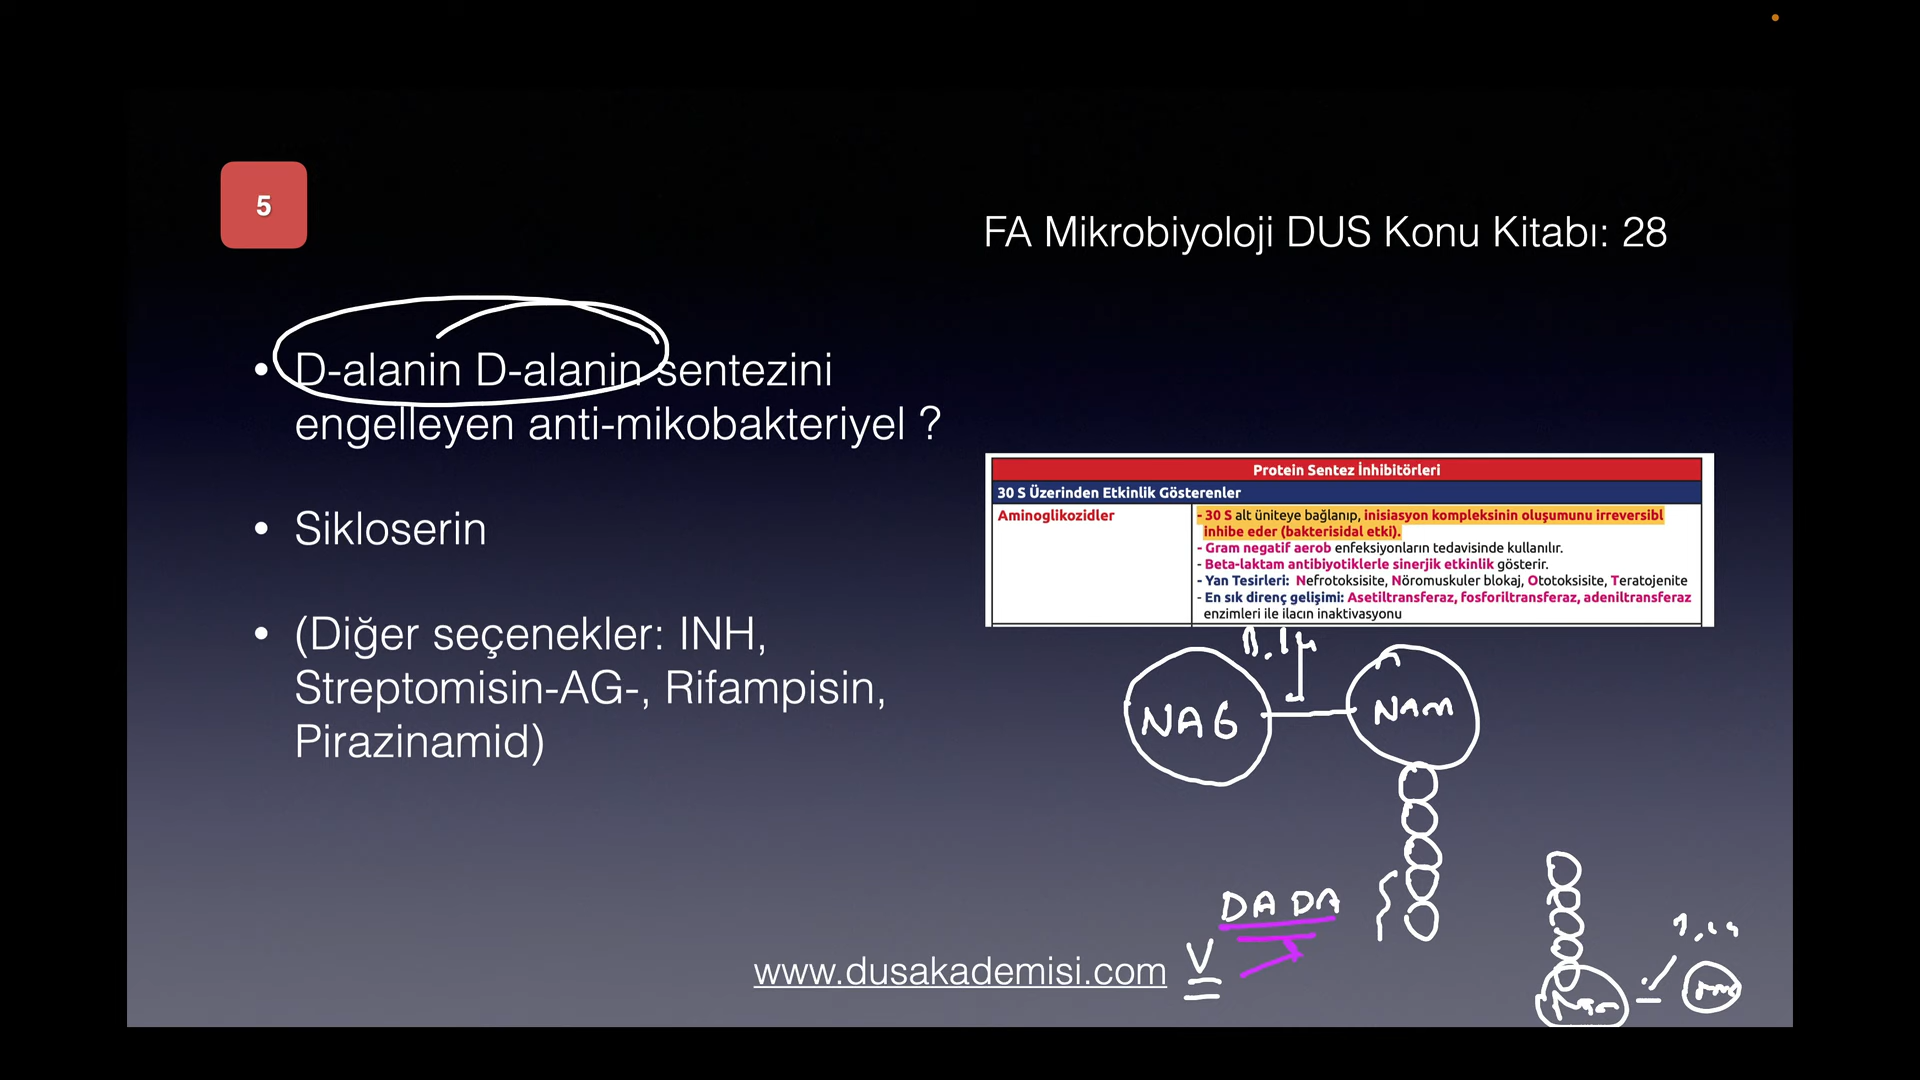 5
FA Mikrobiyoloji DUS Konu Kitabı: 28
• D-alanin D-alanin sentezini
engelleyen anti-mikobakteriyel ?
• Sikloserin
• (Diğer seçenekler: INH,
Streptomisin-AG-, Rifampisin,
Pirazinamid)
Protein Sentez İnhibitörleri
30 S Üzerinden Etkinlik Gösterenler
Aminoglikozidler
- 30 S alt üniteye bağlanıp, inisiasyon kompleksinin oluşumunu irreversibl
inhibe eder (bakterisidal etki).
- Gram negatif aerob enfeksiyonların tedavisinde kullanılır.
- Beta-laktam antibiyotiklerle sinerjik etkinlik gösterir.
- Yan Tesirleri: Nefrotoksisite, Nöromuskuler blokaj, Ototoksisite, Teratojenite
- En sık direnç gelişimi: Asetiltransferaz, fosforiltransferaz, adeniltransferaz
enzimleri ile ilacın inaktivasyonu
NAG
NAM
DA DA
V
www.dusakademisi.com